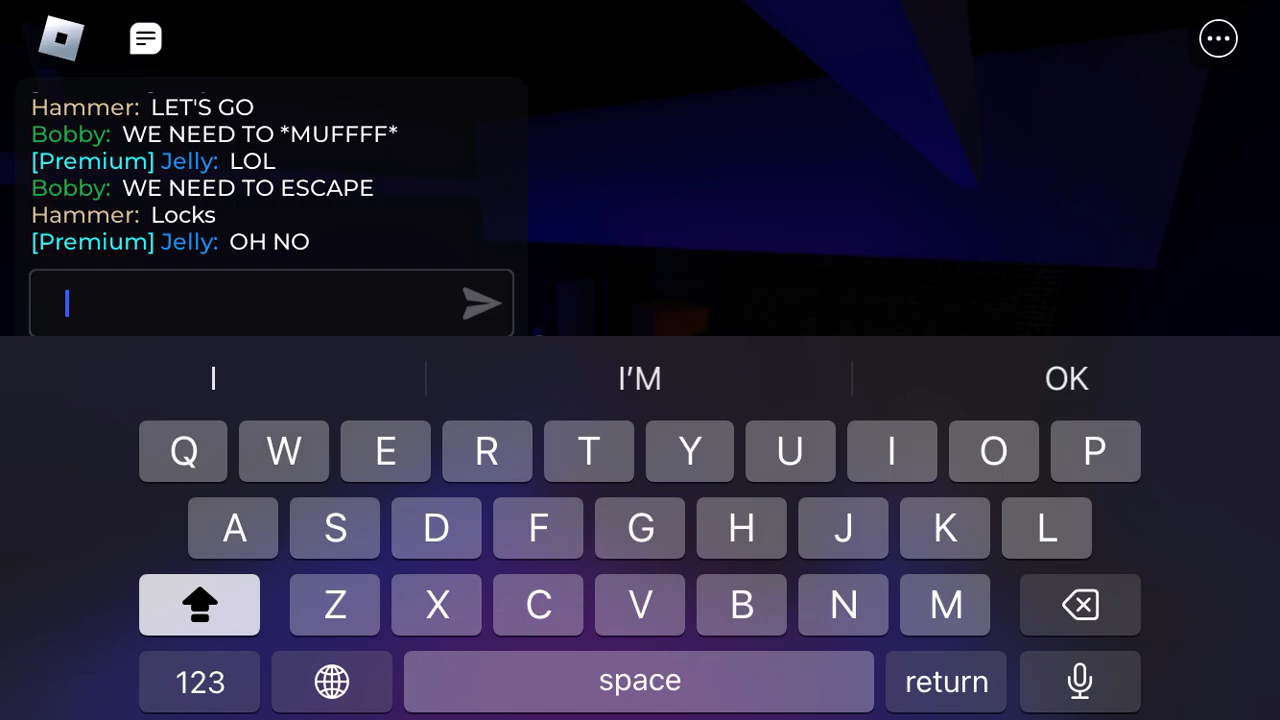 Hammer: LET'S GO
Bobby: WE NEED TO *MUFFFF*
[Premium] Jelly: LOL
Bobby: WE NEED TO ESCAPE
Hammer: Locks
[Premium] Jelly: OH NO
I I'M OK
Q W E R T Y U I O P
A S D F G H J K L
Z X C V B N M
123 space return